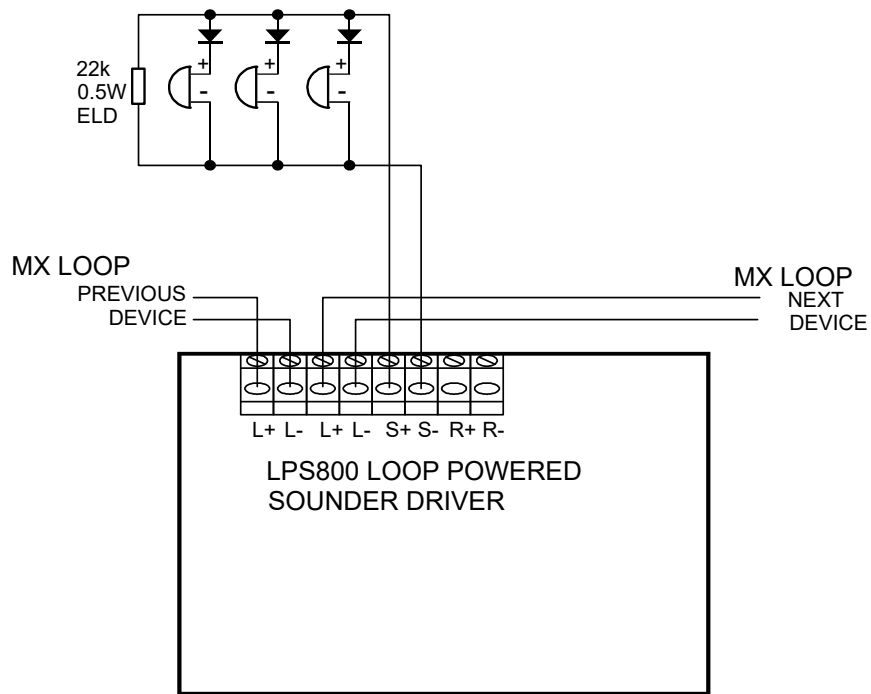 22k
0.5W
ELD
+
-
+
-
+
-
MX LOOP
PREVIOUS
DEVICE
MX LOOP
NEXT
DEVICE
L+ L- L+ L- S+ S- R+ R-
LPS800 LOOP POWERED
SOUNDER DRIVER